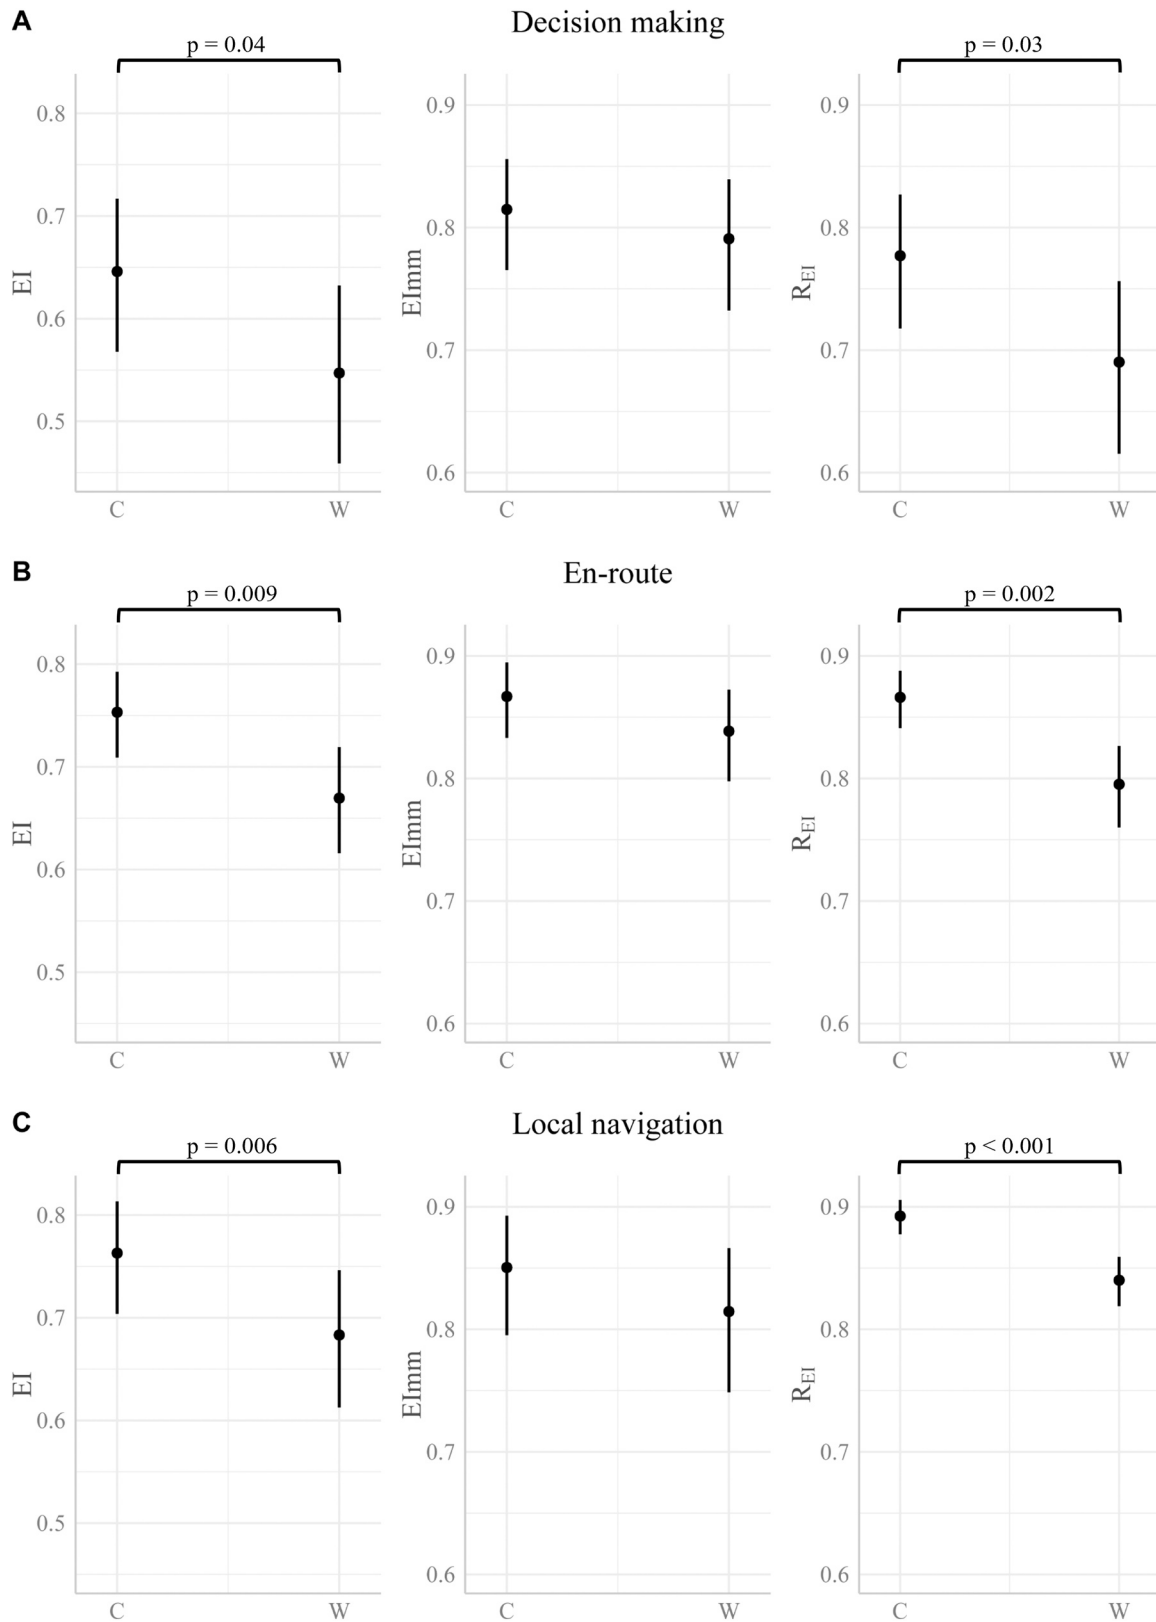 A
Decision making
p = 0.04
p = 0.03
EI
0.8
0.7
0.6
0.5
C
W
EImm
0.9
0.8
0.7
0.6
C
W
R_EI
0.9
0.8
0.7
0.6
C
W
B
En-route
p = 0.009
p = 0.002
EI
0.8
0.7
0.6
0.5
C
W
EImm
0.9
0.8
0.7
0.6
C
W
R_EI
0.9
0.8
0.7
0.6
C
W
C
Local navigation
p = 0.006
p < 0.001
EI
0.8
0.7
0.6
0.5
C
W
EImm
0.9
0.8
0.7
0.6
C
W
R_EI
0.9
0.8
0.7
0.6
C
W